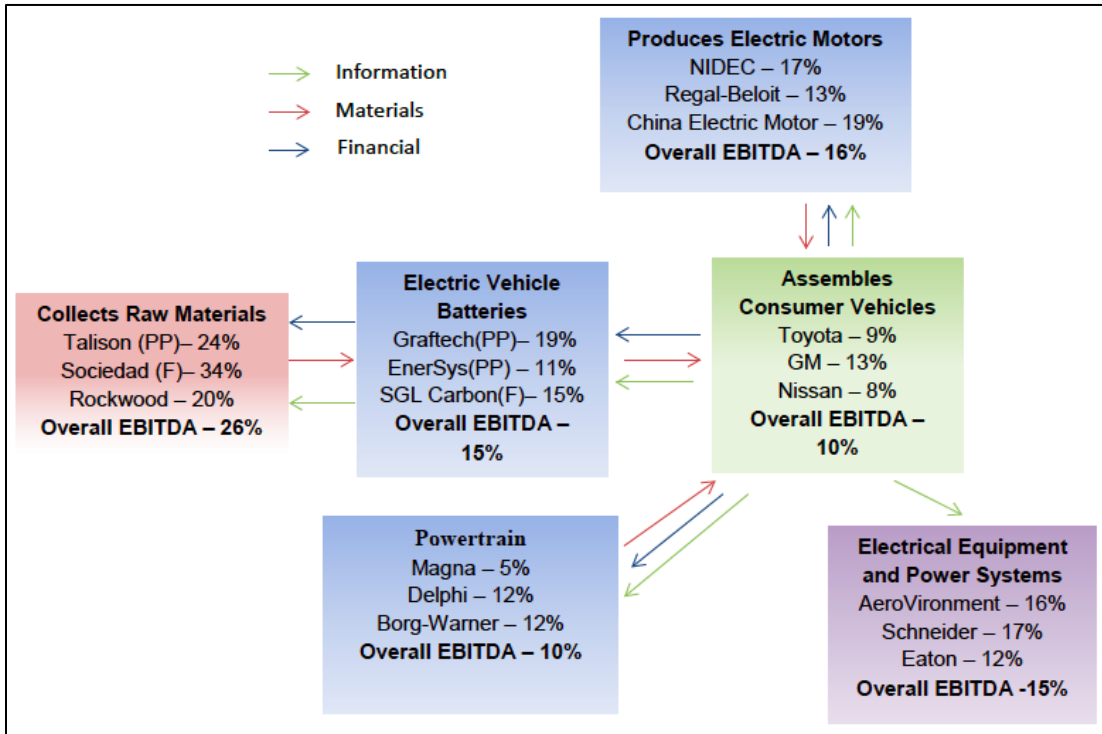 Information
Materials
Financial
Produces Electric Motors
NIDEC – 17%
Regal-Beloit – 13%
China Electric Motor – 19%
Overall EBITDA – 16%
Collects Raw Materials
Talison (PP)– 24%
Sociedad (F)– 34%
Rockwood – 20%
Overall EBITDA – 26%
Electric Vehicle
Batteries
Graftech(PP)– 19%
EnerSys(PP) – 11%
SGL Carbon(F)– 15%
Overall EBITDA –
15%
Assembles
Consumer Vehicles
Toyota – 9%
GM – 13%
Nissan – 8%
Overall EBITDA –
10%
Powertrain
Magna – 5%
Delphi – 12%
Borg-Warner – 12%
Overall EBITDA – 10%
Electrical Equipment
and Power Systems
AeroVironment – 16%
Schneider – 17%
Eaton – 12%
Overall EBITDA -15%